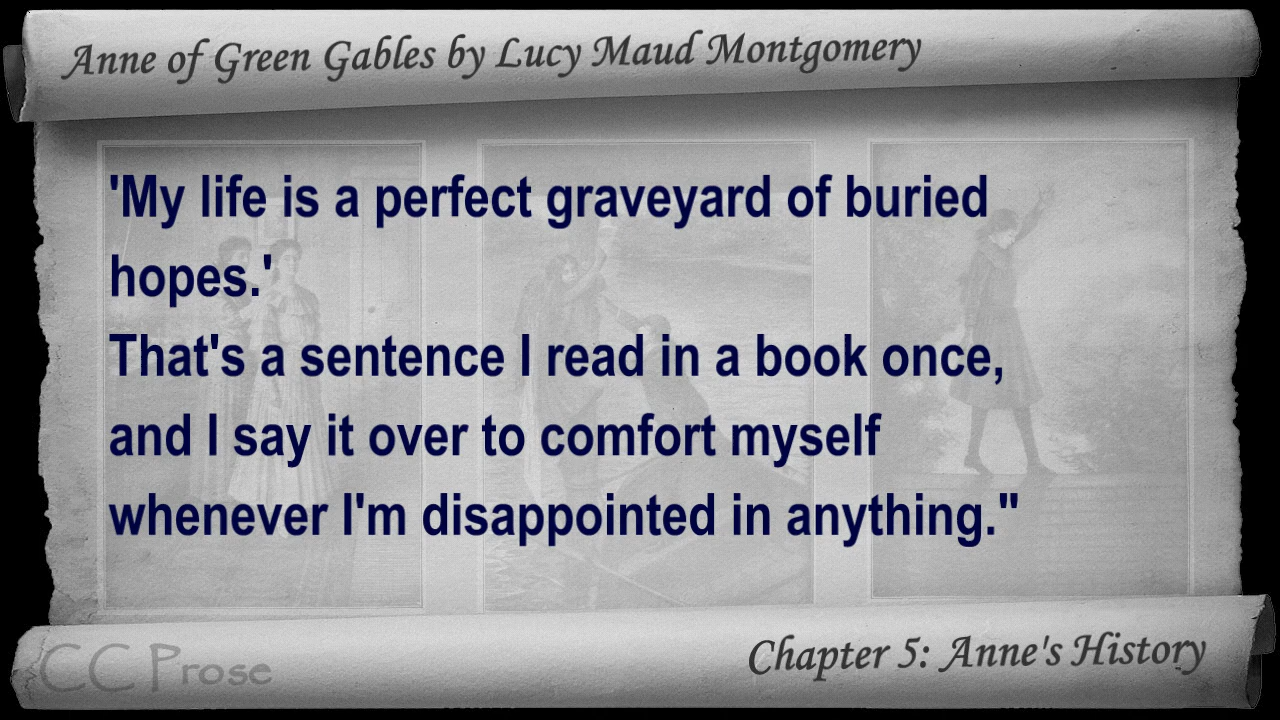 Anne of Green Gables by Lucy Maud Montgomery
'My life is a perfect graveyard of buried
hopes.'
That's a sentence I read in a book once,
and I say it over to comfort myself
whenever I'm disappointed in anything."
CC Prose
Chapter 5: Anne's History